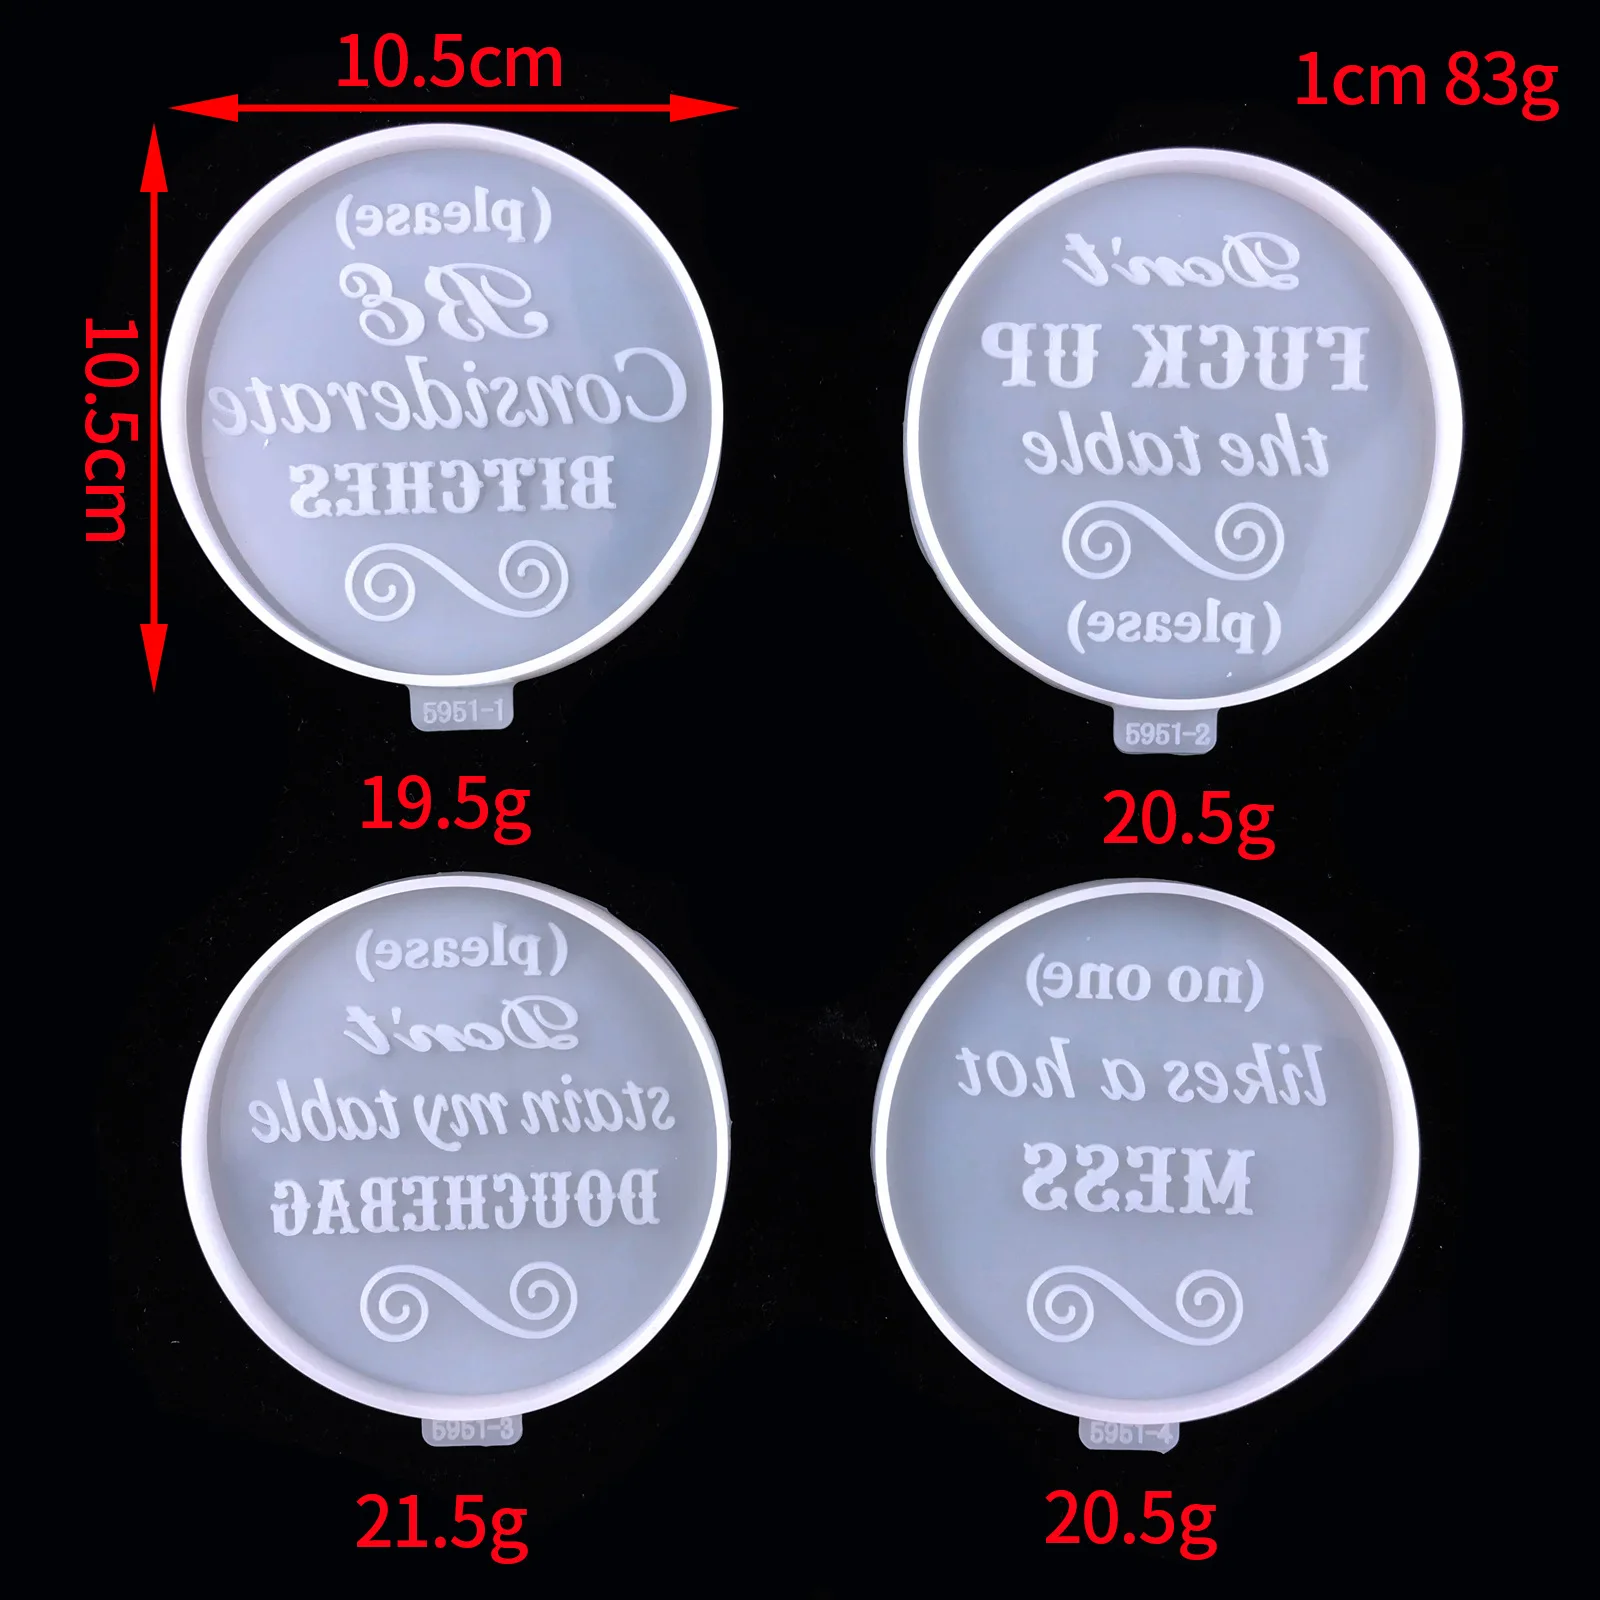 10.5cm
1cm 83g
10.5cm
(please)
BE
Considerate
BITCHES
5951-1
19.5g
Don't
FUCK UP
the table
(please)
5951-2
20.5g
(please)
Don't
stain my table
DOUCHEBAG
5951-3
21.5g
(no one)
likes a hot
MESS
5951-4
20.5g